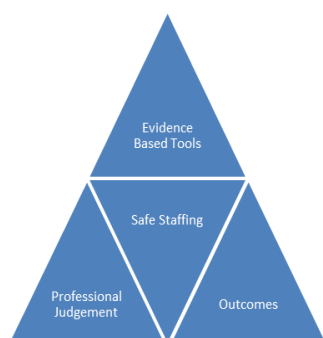 Evidence
Based Tools
Safe Staffing
Professional
Judgement
Outcomes